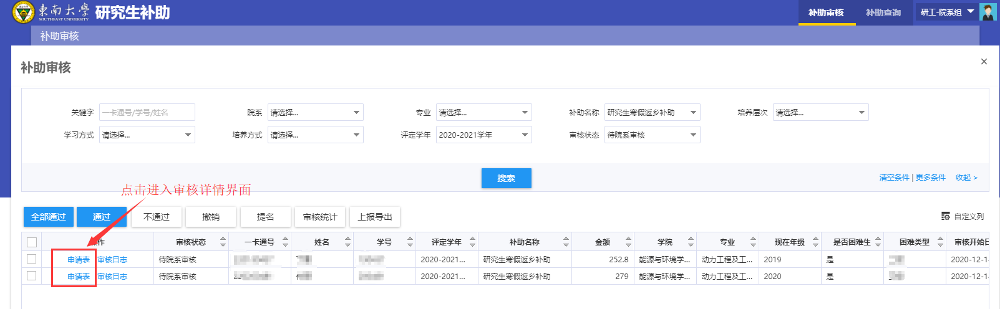 東南大學 研究生补助 补助审核 补助查询 研工-院系组
SOUTHEAST UNIVERSITY
补助审核
补助审核 ×
关键字 一卡通号/学号/姓名 院系 请选择... 专业 请选择... 补助名称 研究生寒假返乡补助 培养层次 请选择...
学习方式 请选择... 培养方式 请选择... 评定学年 2020-2021学年 审核状态 待院系审核
搜索 清空条件 | 更多条件 收起 >
点击进入审核详情界面
全部通过 通过 不通过 撤销 提名 审核统计 上报导出 自定义列
作 审核状态 一卡通号 姓名 学号 评定学年 补助名称 金额 学院 专业 现在年级 是否困难生 困难类型 审核开始日
申请表 审核日志 待院系审核 2020-2021... 研究生寒假返乡补助 252.8 能源与环境学... 动力工程及工... 2019 是 2020-12-1
申请表 审核日志 待院系审核 2020-2021... 研究生寒假返乡补助 279 能源与环境学... 动力工程及工... 2020 是 2020-12-1